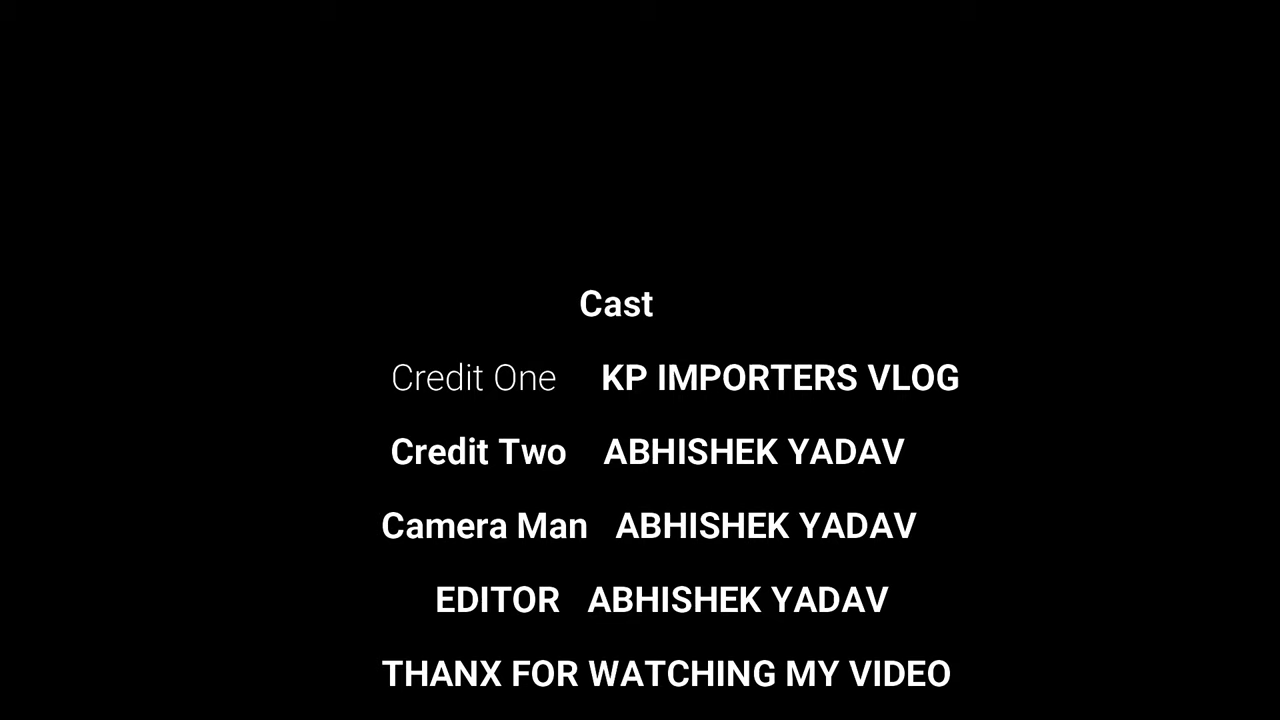 Cast
Credit One KP IMPORTERS VLOG
Credit Two ABHISHEK YADAV
Camera Man ABHISHEK YADAV
EDITOR ABHISHEK YADAV
THANX FOR WATCHING MY VIDEO